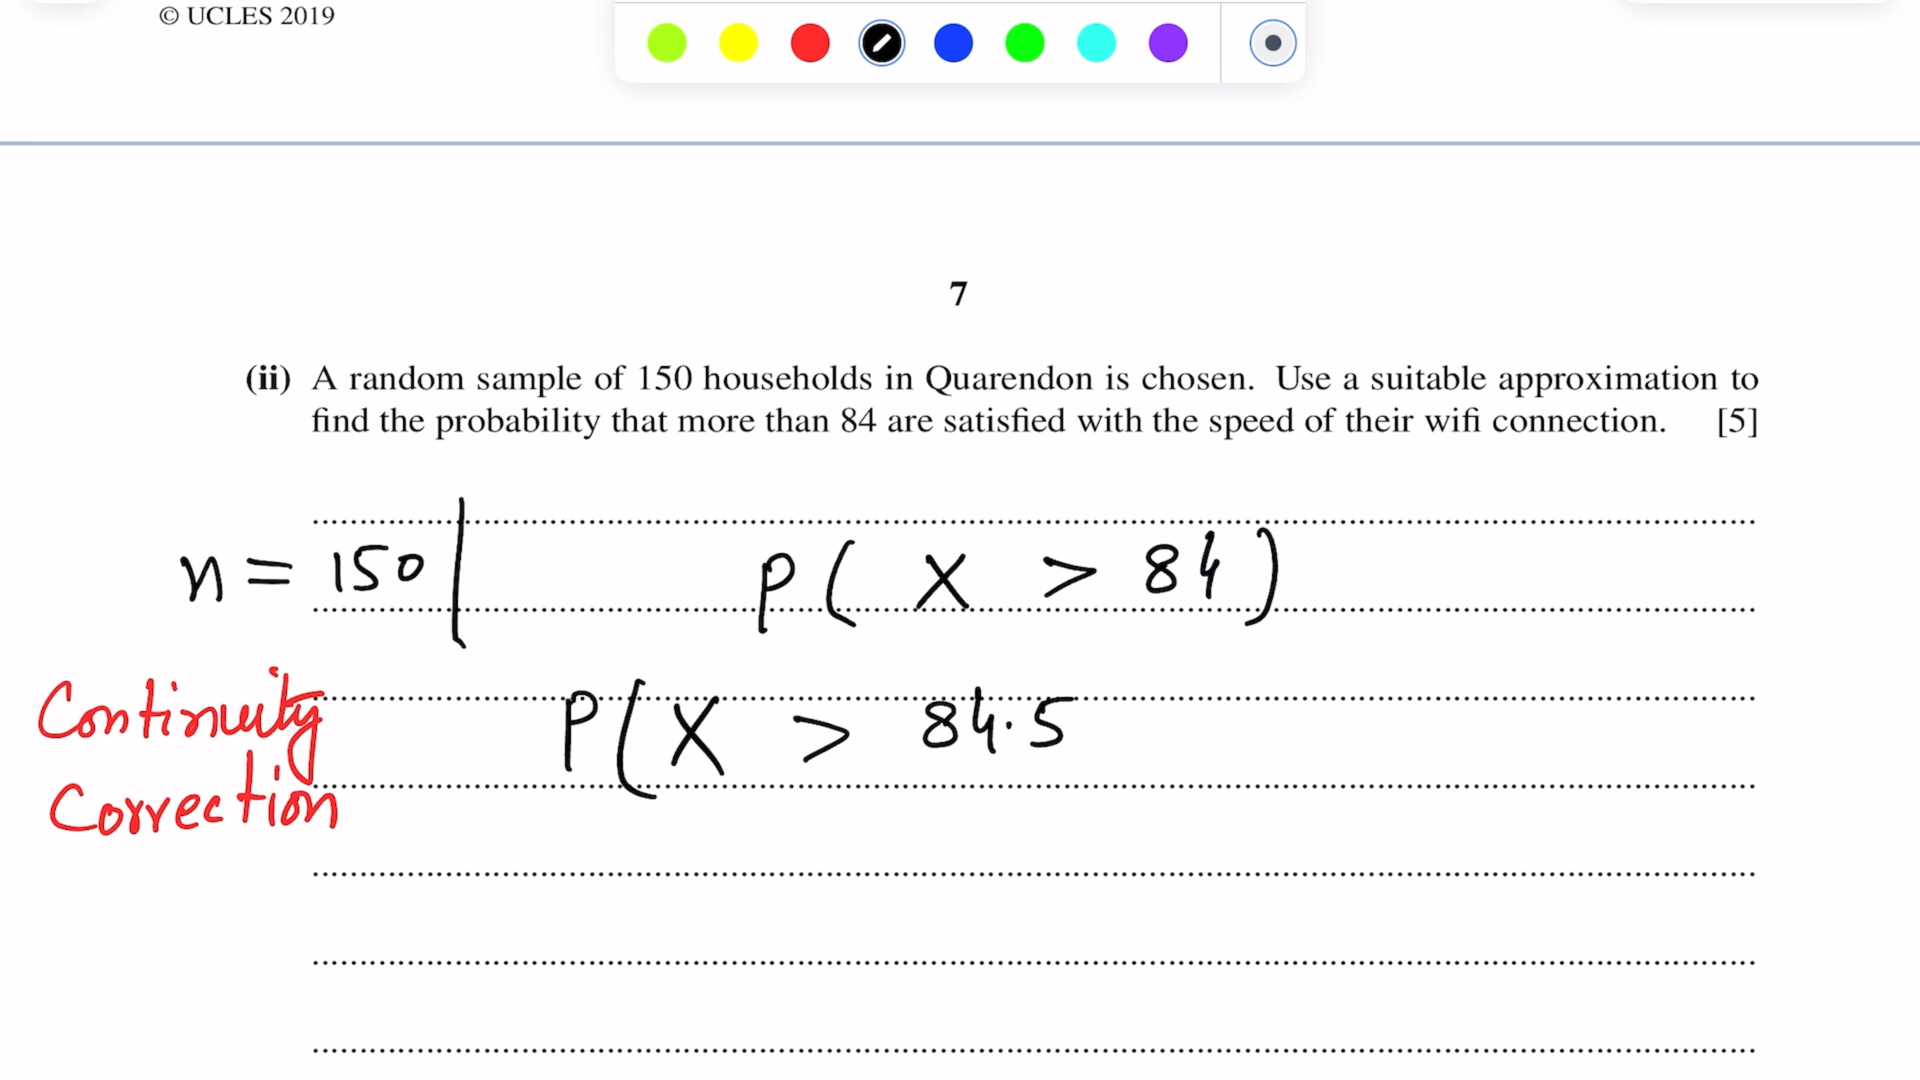 © UCLES 2019
7
(ii) A random sample of 150 households in Quarendon is chosen. Use a suitable approximation to
find the probability that more than 84 are satisfied with the speed of their wifi connection. [5]
n = 150 | P( X > 84)
Continuity
P(X > 84.5
Correction